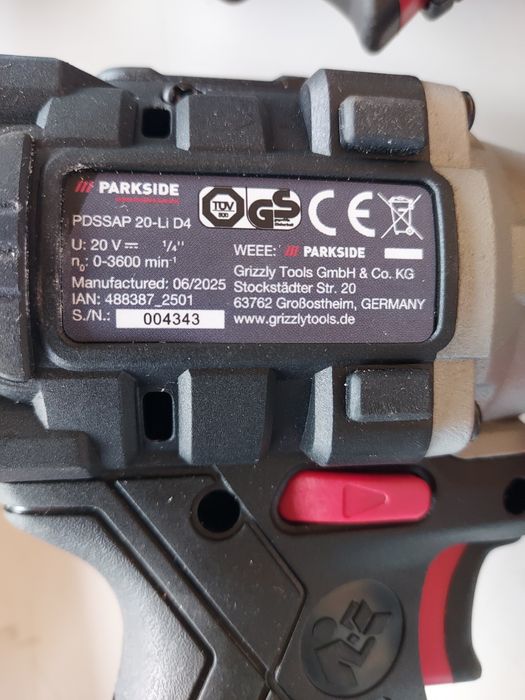 PARKSIDE
PDSSAP 20-Li D4
U: 20 V ⎓ 1/4"
n₀: 0-3600 min⁻¹
Manufactured: 06/2025
IAN: 488387_2501
S./N.: 004343
TÜV
GS
CE
WEEE: PARKSIDE
Grizzly Tools GmbH & Co. KG
Stockstädter Str. 20
63762 Großostheim, GERMANY
www.grizzlytools.de